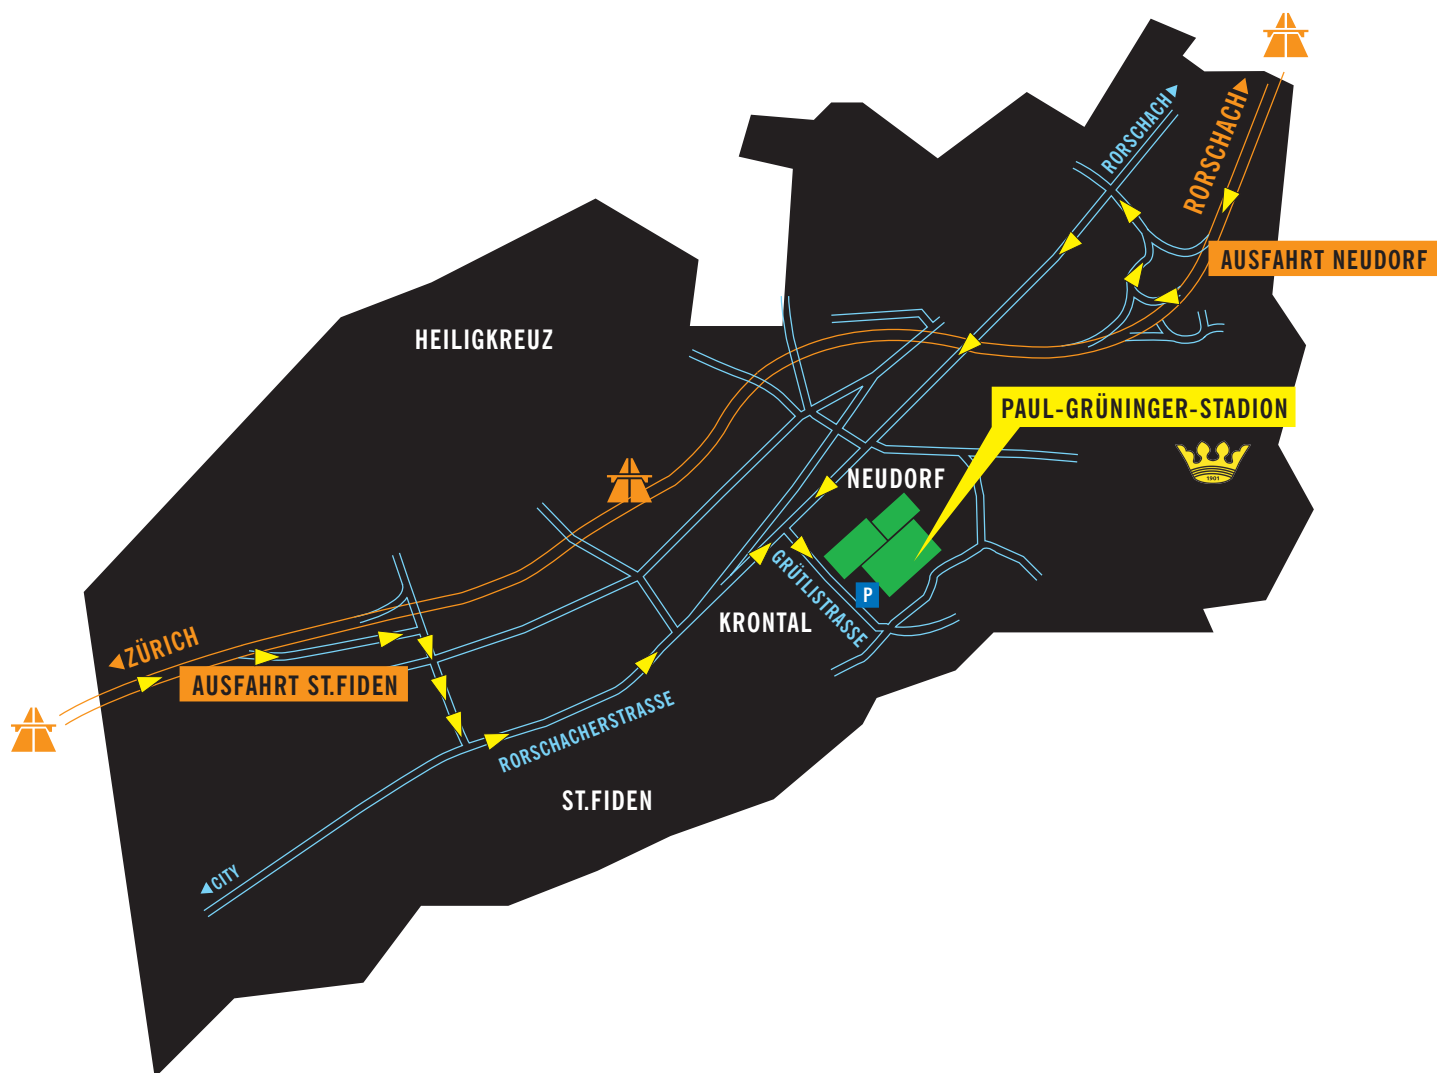 RORSCHACH
RORSCHACH
AUSFAHRT NEUDORF
HEILIGKREUZ
PAUL-GRÜNINGER-STADION
1901
NEUDORF
GRÜTLISTRASSE
P
KRONTAL
ZÜRICH
AUSFAHRT ST.FIDEN
RORSCHACHERSTRASSE
ST.FIDEN
CITY